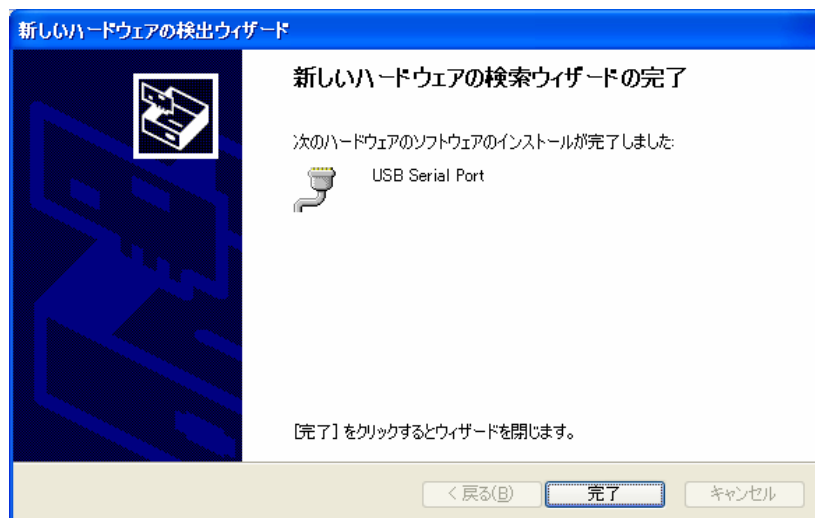 新しいハードウェアの検出ウィザード
新しいハードウェアの検索ウィザードの完了
次のハードウェアのソフトウェアのインストールが完了しました:
USB Serial Port
[完了] をクリックするとウィザードを閉じます。
< 戻る(B)
完了
キャンセル